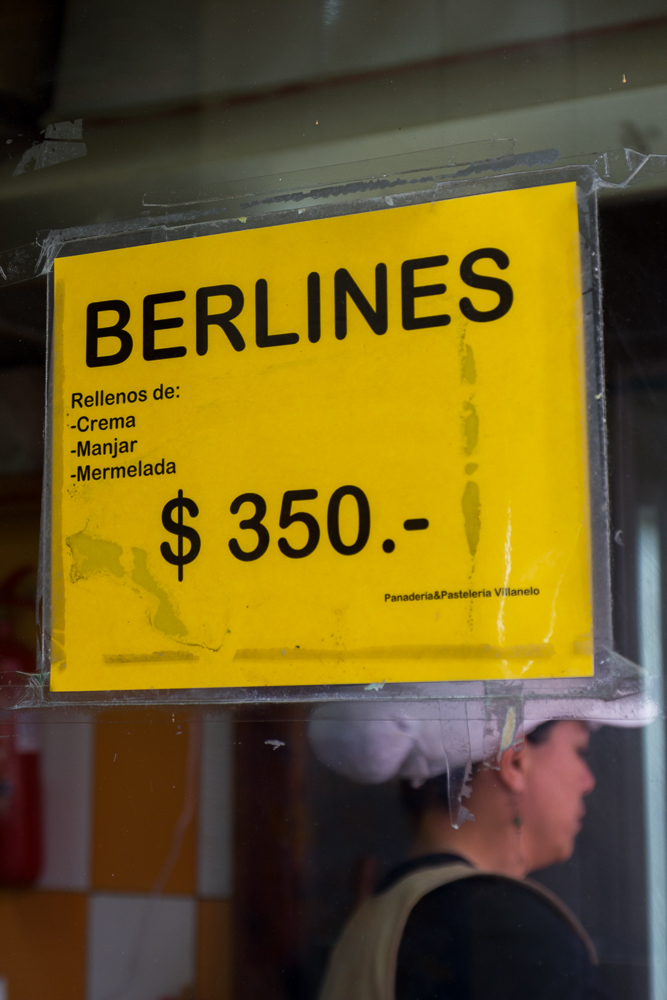 BERLINES
Rellenos de:
-Crema
-Manjar
-Mermelada
$ 350.-
Panaderia&Pasteleria Villanelo